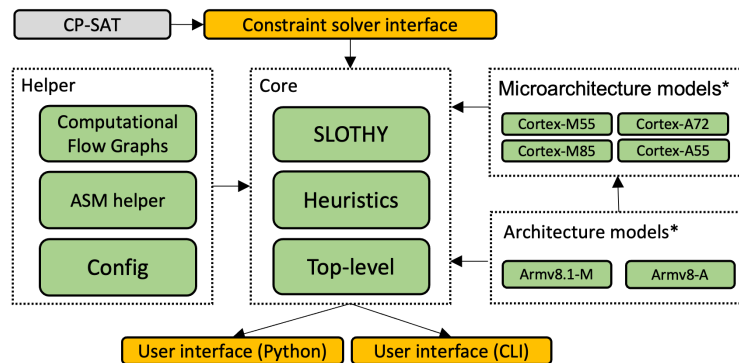 CP-SAT
Constraint solver interface
Helper
Computational
Flow Graphs
ASM helper
Config
Core
SLOTHY
Heuristics
Top-level
Microarchitecture models*
Cortex-M55
Cortex-A72
Cortex-M85
Cortex-A55
Architecture models*
Armv8.1-M
Armv8-A
User interface (Python)
User interface (CLI)